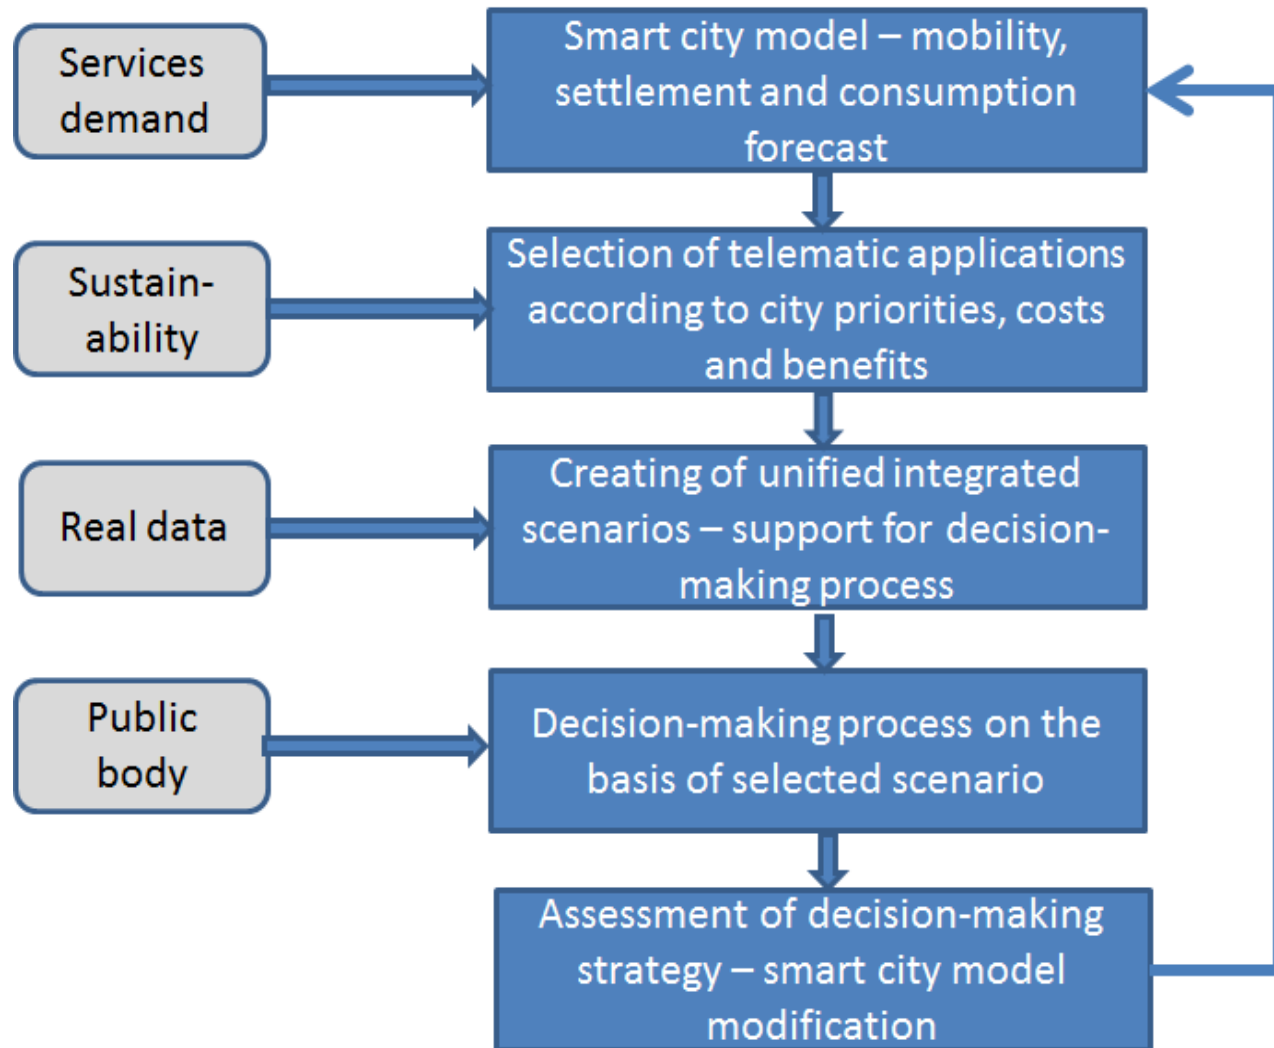 Services
demand
Smart city model – mobility,
settlement and consumption
forecast
Sustain-
ability
Selection of telematic applications
according to city priorities, costs
and benefits
Real data
Creating of unified integrated
scenarios – support for decision-
making process
Public
body
Decision-making process on the
basis of selected scenario
Assessment of decision-making
strategy – smart city model
modification